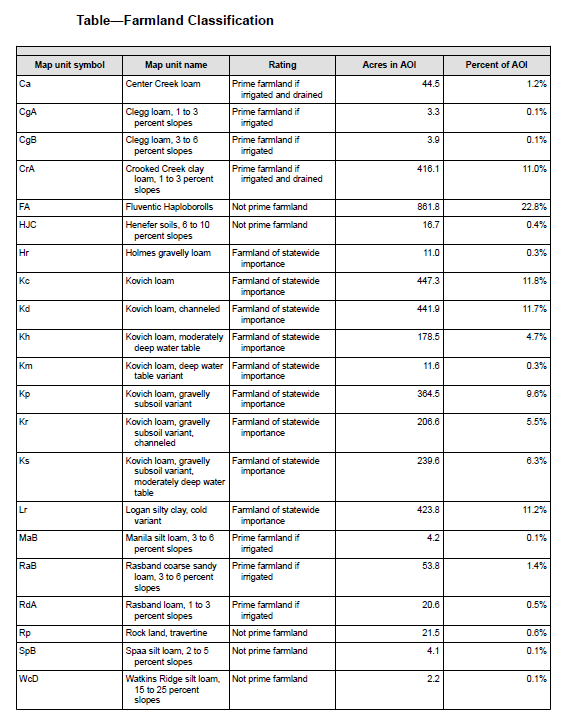 Table—Farmland Classification
Map unit symbol Map unit name Rating Acres in AOI Percent of AOI
Ca Center Creek loam Prime farmland if 44.5 1.2%
irrigated and drained
CgA Clegg loam, 1 to 3 Prime farmland if 3.3 0.1%
percent slopes irrigated
CgB Clegg loam, 3 to 6 Prime farmland if 3.9 0.1%
percent slopes irrigated
CrA Crooked Creek clay Prime farmland if 416.1 11.0%
loam, 1 to 3 percent irrigated and drained
slopes
FA Fluventic Haploborolls Not prime farmland 861.8 22.8%
HJC Henefer soils, 6 to 10 Not prime farmland 16.7 0.4%
percent slopes
Hr Holmes gravelly loam Farmland of statewide 11.0 0.3%
importance
Kc Kovich loam Farmland of statewide 447.3 11.8%
importance
Kd Kovich loam, channeled Farmland of statewide 441.9 11.7%
importance
Kh Kovich loam, moderately Farmland of statewide 178.5 4.7%
deep water table importance
Km Kovich loam, deep water Farmland of statewide 11.6 0.3%
table variant importance
Kp Kovich loam, gravelly Farmland of statewide 364.5 9.6%
subsoil variant importance
Kr Kovich loam, gravelly Farmland of statewide 206.6 5.5%
subsoil variant, importance
channeled
Ks Kovich loam, gravelly Farmland of statewide 239.6 6.3%
subsoil variant, importance
moderately deep water
table
Lr Logan silty clay, cold Farmland of statewide 423.8 11.2%
variant importance
MaB Manila silt loam, 3 to 6 Prime farmland if 4.2 0.1%
percent slopes irrigated
RaB Rasband coarse sandy Prime farmland if 53.8 1.4%
loam, 3 to 6 percent irrigated
slopes
RdA Rasband loam, 1 to 3 Prime farmland if 20.6 0.5%
percent slopes irrigated
Rp Rock land, travertine Not prime farmland 21.5 0.6%
SpB Spaa silt loam, 2 to 5 Not prime farmland 4.1 0.1%
percent slopes
WcD Watkins Ridge silt loam, Not prime farmland 2.2 0.1%
15 to 25 percent
slopes